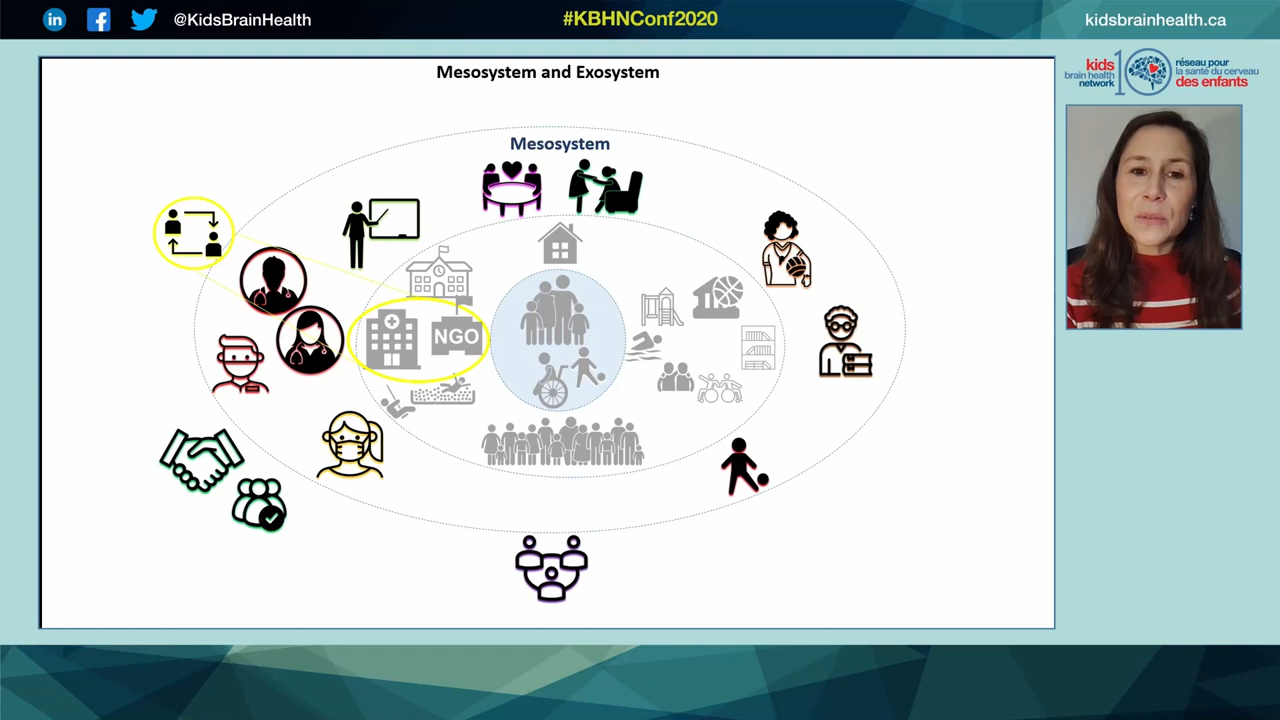 @KidsBrainHealth
#KBHNConf2020
kidsbrainhealth.ca
kids
brain health
network
10
réseau pour
la santé du cerveau
des enfants
Mesosystem and Exosystem
Mesosystem
NGO